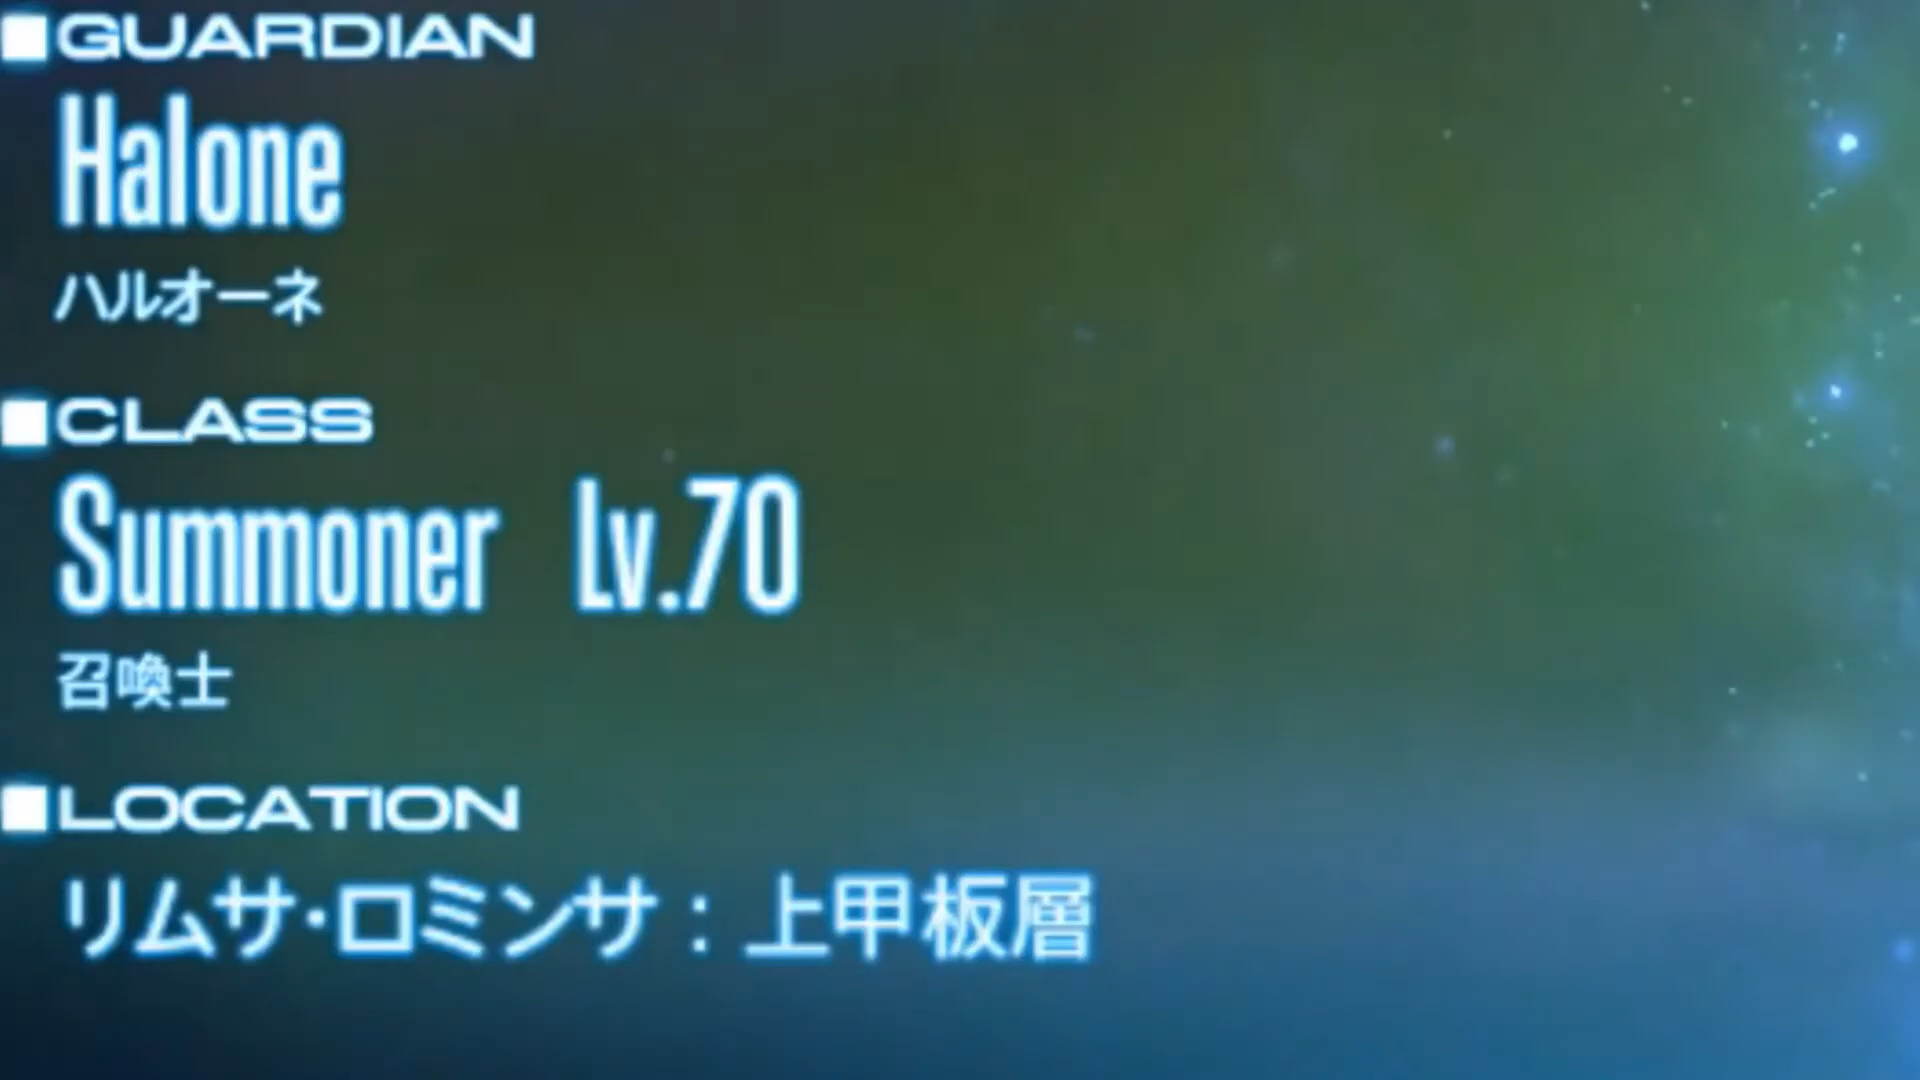 ■GUARDIAN
Halone
ハルオーネ
■CLASS
Summoner Lv.70
召喚士
■LOCATION
リムサ・ロミンサ：上甲板層